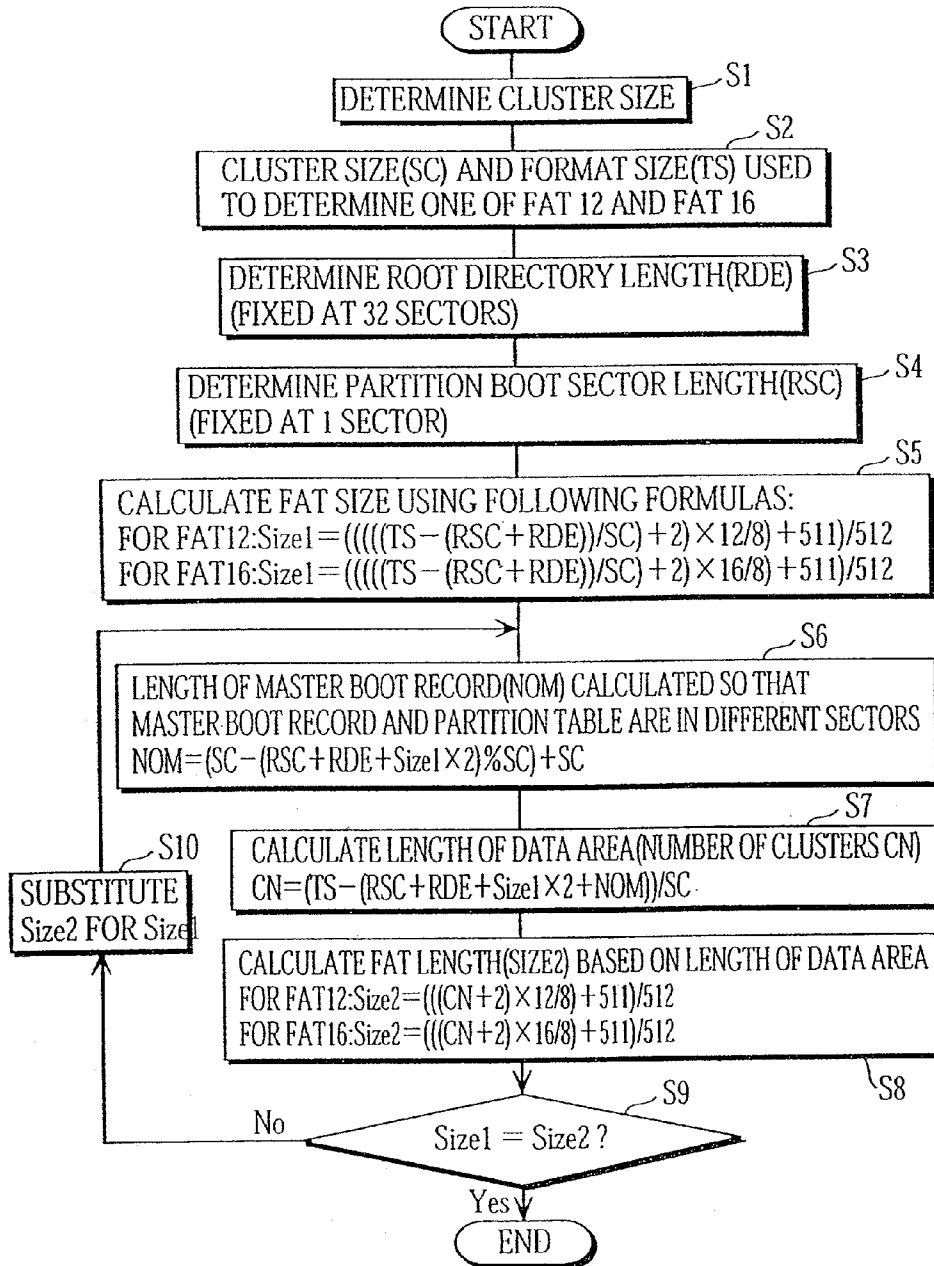 START
S1
DETERMINE CLUSTER SIZE
S2
CLUSTER SIZE(SC) AND FORMAT SIZE(TS) USED
TO DETERMINE ONE OF FAT 12 AND FAT 16
S3
DETERMINE ROOT DIRECTORY LENGTH(RDE)
(FIXED AT 32 SECTORS)
S4
DETERMINE PARTITION BOOT SECTOR LENGTH(RSC)
(FIXED AT 1 SECTOR)
S5
CALCULATE FAT SIZE USING FOLLOWING FORMULAS:
FOR FAT12:Size1=(((((TS-(RSC+RDE))/SC)+2)×12/8)+511)/512
FOR FAT16:Size1=(((((TS-(RSC+RDE))/SC)+2)×16/8)+511)/512
S6
LENGTH OF MASTER BOOT RECORD(NOM) CALCULATED SO THAT
MASTER BOOT RECORD AND PARTITION TABLE ARE IN DIFFERENT SECTORS
NOM=(SC-(RSC+RDE+Size1×2)%SC)+SC
S7
CALCULATE LENGTH OF DATA AREA(NUMBER OF CLUSTERS CN)
CN=(TS-(RSC+RDE+Size1×2+NOM))/SC
S10
SUBSTITUTE
Size2 FOR Size1
CALCULATE FAT LENGTH(SIZE2) BASED ON LENGTH OF DATA AREA
FOR FAT12:Size2=(((CN+2)×12/8)+511)/512
FOR FAT16:Size2=(((CN+2)×16/8)+511)/512
S8
S9
No
Size1=Size2?
Yes
END